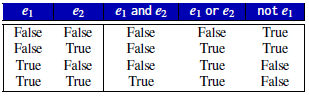 e1 e2 e1 and e2 e1 or e2 not e1
False False False False True
False True False True True
True False False True False
True True True True False